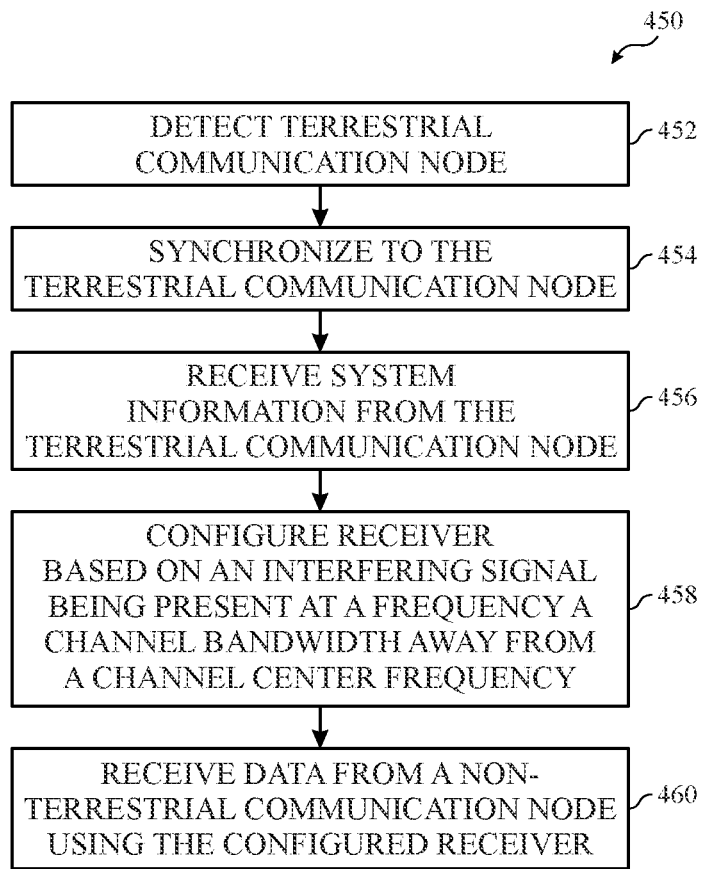 450
DETECT TERRESTRIAL
COMMUNICATION NODE
452
SYNCHRONIZE TO THE
TERRESTRIAL COMMUNICATION NODE
454
RECEIVE SYSTEM
INFORMATION FROM THE
TERRESTRIAL COMMUNICATION NODE
456
CONFIGURE RECEIVER
BASED ON AN INTERFERING SIGNAL
BEING PRESENT AT A FREQUENCY A
CHANNEL BANDWIDTH AWAY FROM
A CHANNEL CENTER FREQUENCY
458
RECEIVE DATA FROM A NON-
TERRESTRIAL COMMUNICATION NODE
USING THE CONFIGURED RECEIVER
460